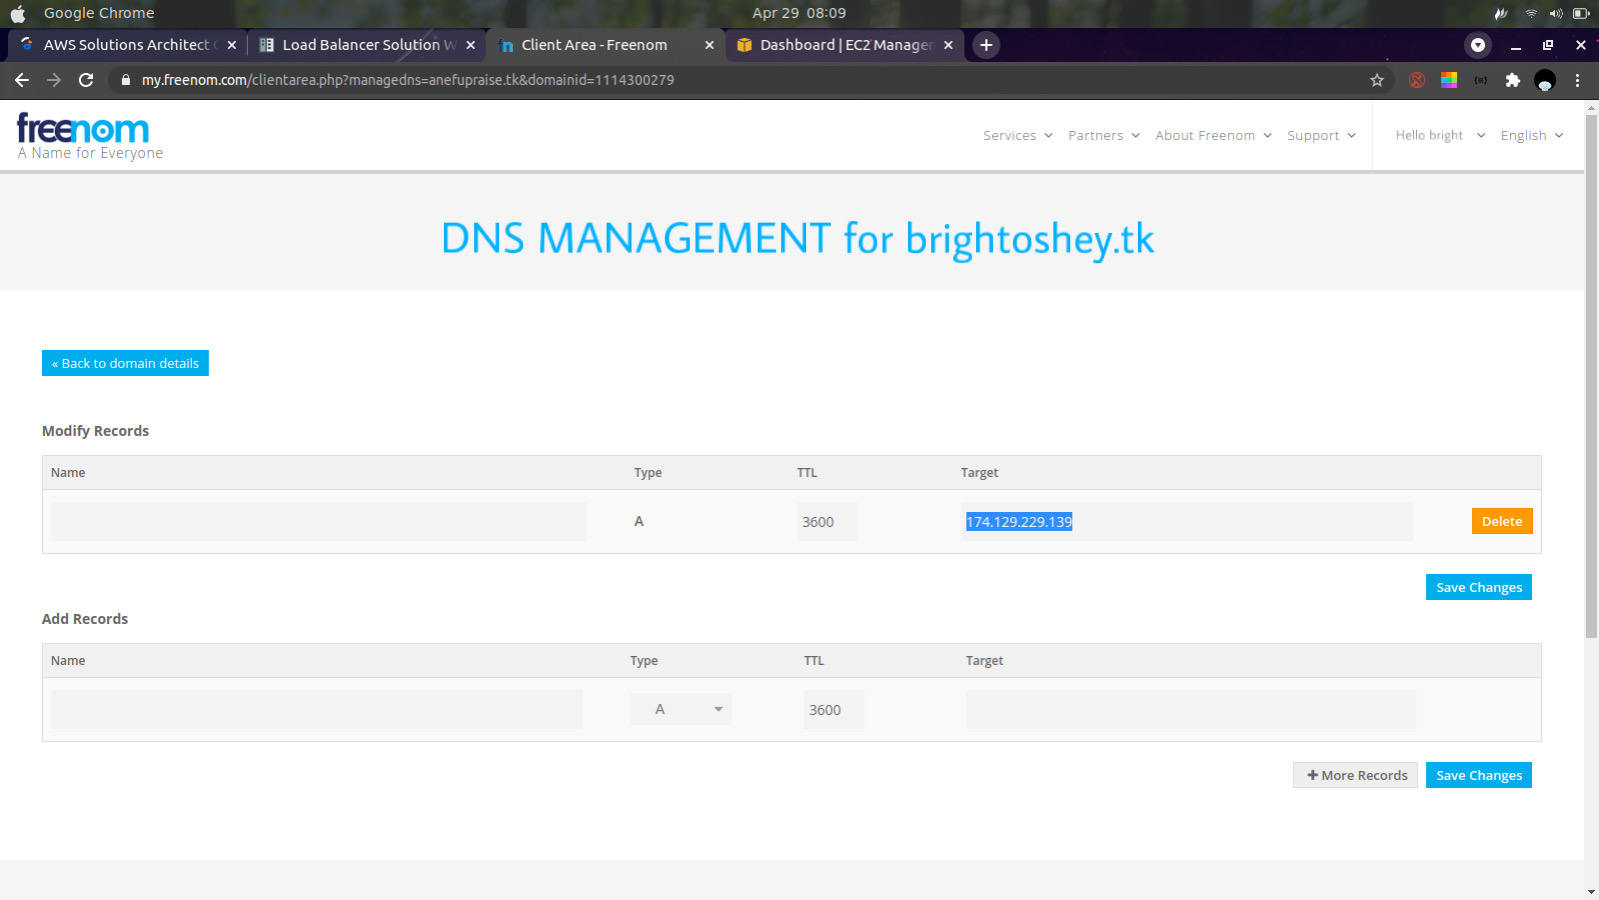 Google Chrome
Apr 29 08:09
AWS Solutions Architect
Load Balancer Solution W
Client Area - Freenom
Dashboard | EC2 Manager
my.freenom.com/clientarea.php?managedns=anefupraise.tk&domainid=1114300279
freenom
A Name for Everyone
Services
Partners
About Freenom
Support
Hello bright
English
DNS MANAGEMENT for brightoshey.tk
« Back to domain details
Modify Records
Name Type TTL Target
A 3600 174.129.229.139 Delete
Save Changes
Add Records
Name Type TTL Target
A 3600
+ More Records Save Changes